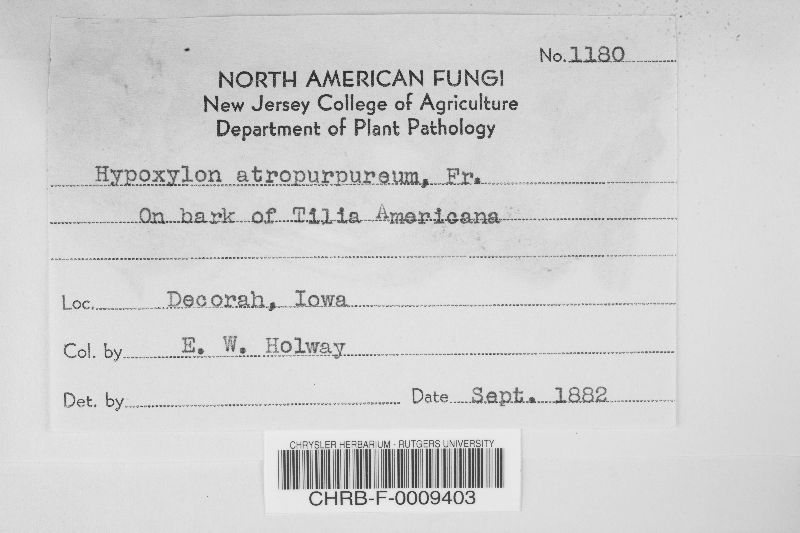 No. 1180
NORTH AMERICAN FUNGI
New Jersey College of Agriculture
Department of Plant Pathology
Hypoxylon atropurpureum, Fr.
On bark of Tilia Americana
Loc. Decorah, Iowa
Col. by E. W. Holway
Det. by
Date Sept. 1882
CHRYSLER HERBARIUM - RUTGERS UNIVERSITY
CHRB-F-0009403